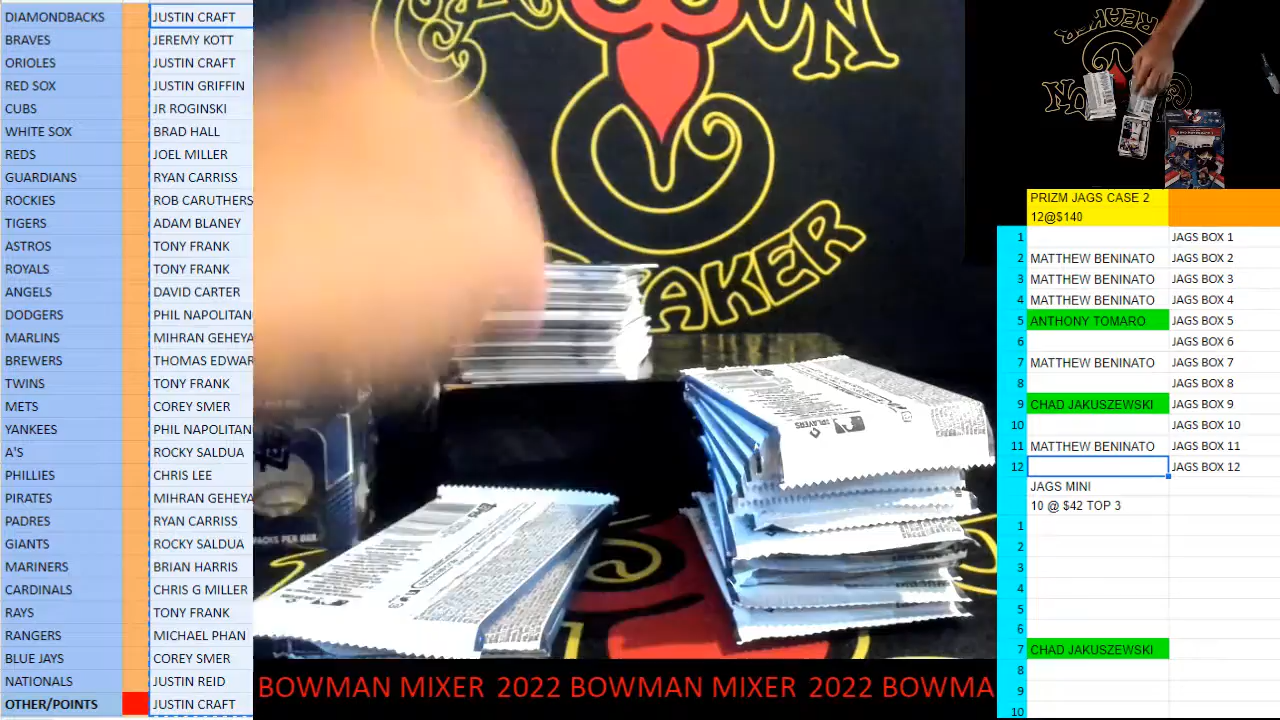 DIAMONDBACKS JUSTIN CRAFT
BRAVES JEREMY KOTT
ORIOLES JUSTIN CRAFT
RED SOX JUSTIN GRIFFIN
CUBS JR ROGINSKI
WHITE SOX BRAD HALL
REDS JOEL MILLER
GUARDIANS RYAN CARRISS
ROCKIES ROB CARUTHERS
TIGERS ADAM BLANEY
ASTROS TONY FRANK
ROYALS TONY FRANK
ANGELS DAVID CARTER
DODGERS PHIL NAPOLITAN
MARLINS MIHRAN GEHEYA
BREWERS THOMAS EDWAR
TWINS TONY FRANK
METS COREY SMER
YANKEES PHIL NAPOLITAN
A'S ROCKY SALDUA
PHILLIES CHRIS LEE
PIRATES MIHRAN GEHEYA
PADRES RYAN CARRISS
GIANTS ROCKY SALDUA
MARINERS BRIAN HARRIS
CARDINALS CHRIS G MILLER
RAYS TONY FRANK
RANGERS MICHAEL PHAN
BLUE JAYS COREY SMER
NATIONALS JUSTIN REID
OTHER/POINTS JUSTIN CRAFT
ON
EAKER
PLAYERS
PACKS PER BOX
BOWMAN MIXER 2022 BOWMAN MIXER 2022 BOWMA
PRIZM JAGS CASE 2
12@$140
1 JAGS BOX 1
2 MATTHEW BENINATO JAGS BOX 2
3 MATTHEW BENINATO JAGS BOX 3
4 MATTHEW BENINATO JAGS BOX 4
5 ANTHONY TOMARO JAGS BOX 5
6 JAGS BOX 6
7 MATTHEW BENINATO JAGS BOX 7
8 JAGS BOX 8
9 CHAD JAKUSZEWSKI JAGS BOX 9
10 JAGS BOX 10
11 MATTHEW BENINATO JAGS BOX 11
12 JAGS BOX 12
JAGS MINI
10 @ $42 TOP 3
1
2
3
4
5
6
7 CHAD JAKUSZEWSKI
8
9
10